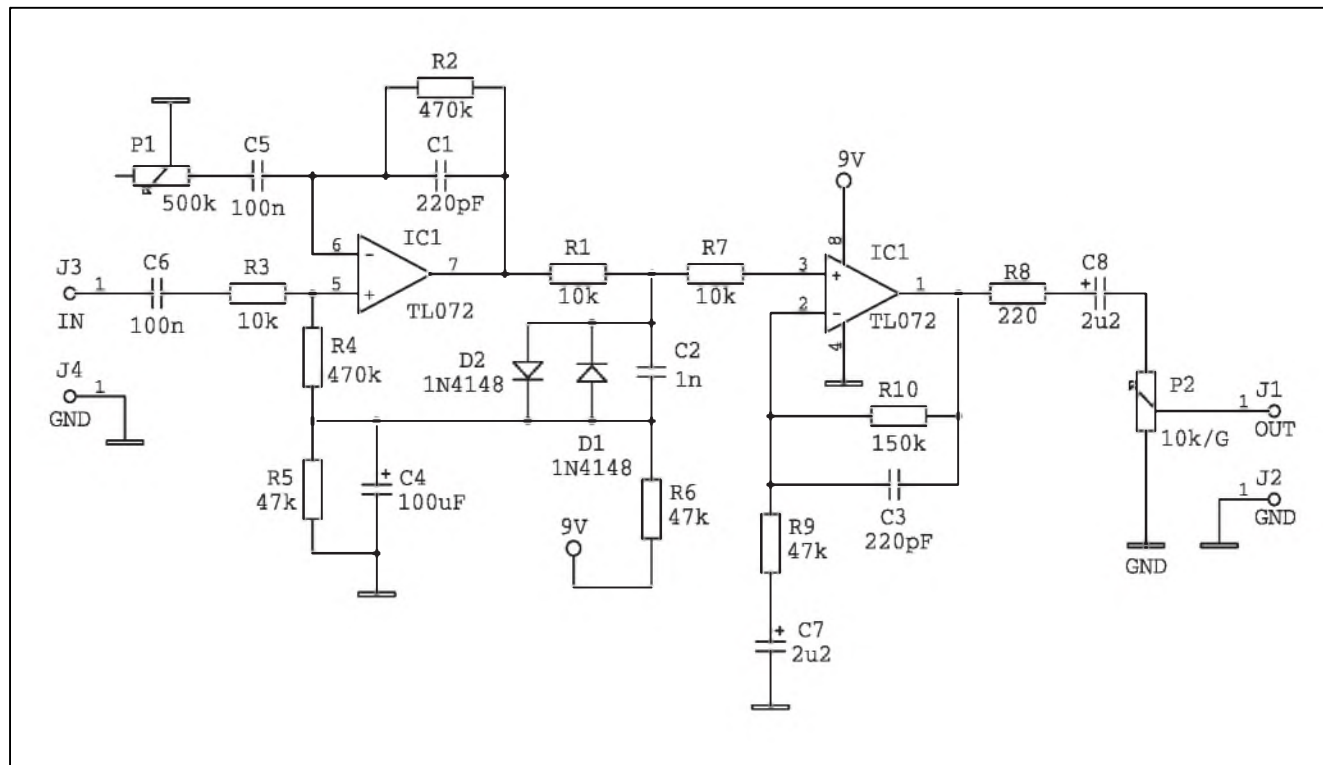 R2
470k
P1
500k
C5
100n
C1
220pF
9V
J3
1
IN
C6
100n
R3
10k
6
-
5
+
IC1
7
TL072
R1
10k
R7
10k
3
+
2
-
8
4
IC1
1
TL072
R8
220
C8
+
2u2
J4
1
GND
R4
470k
D2
1N4148
C2
1n
D1
1N4148
R10
150k
P2
10k/G
J1
1
OUT
R5
47k
+
C4
100uF
R6
47k
9V
R9
47k
C3
220pF
J2
1
GND
GND
+
C7
2u2